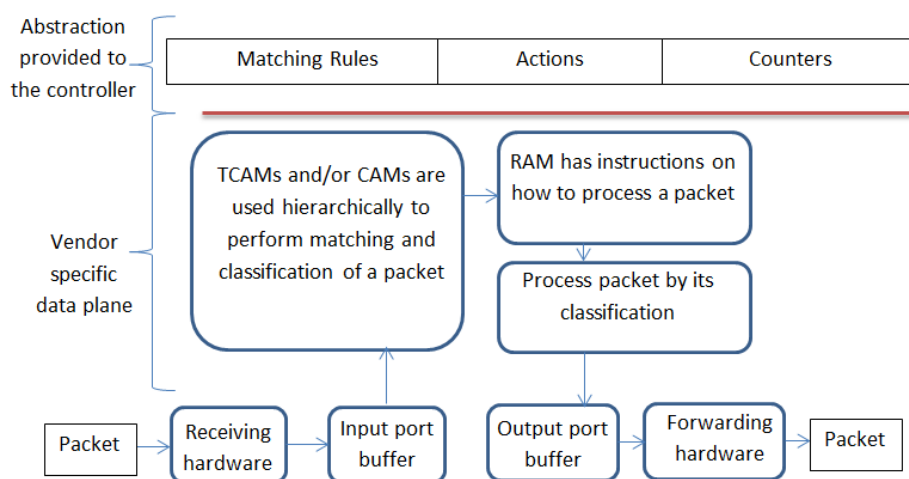 Abstraction
provided to
the controller
Matching Rules
Actions
Counters
Vendor
specific
data plane
TCAMs and/or CAMs are
used hierarchically to
perform matching and
classification of a packet
RAM has instructions on
how to process a packet
Process packet by its
classification
Packet
Receiving
hardware
Input port
buffer
Output port
buffer
Forwarding
hardware
Packet